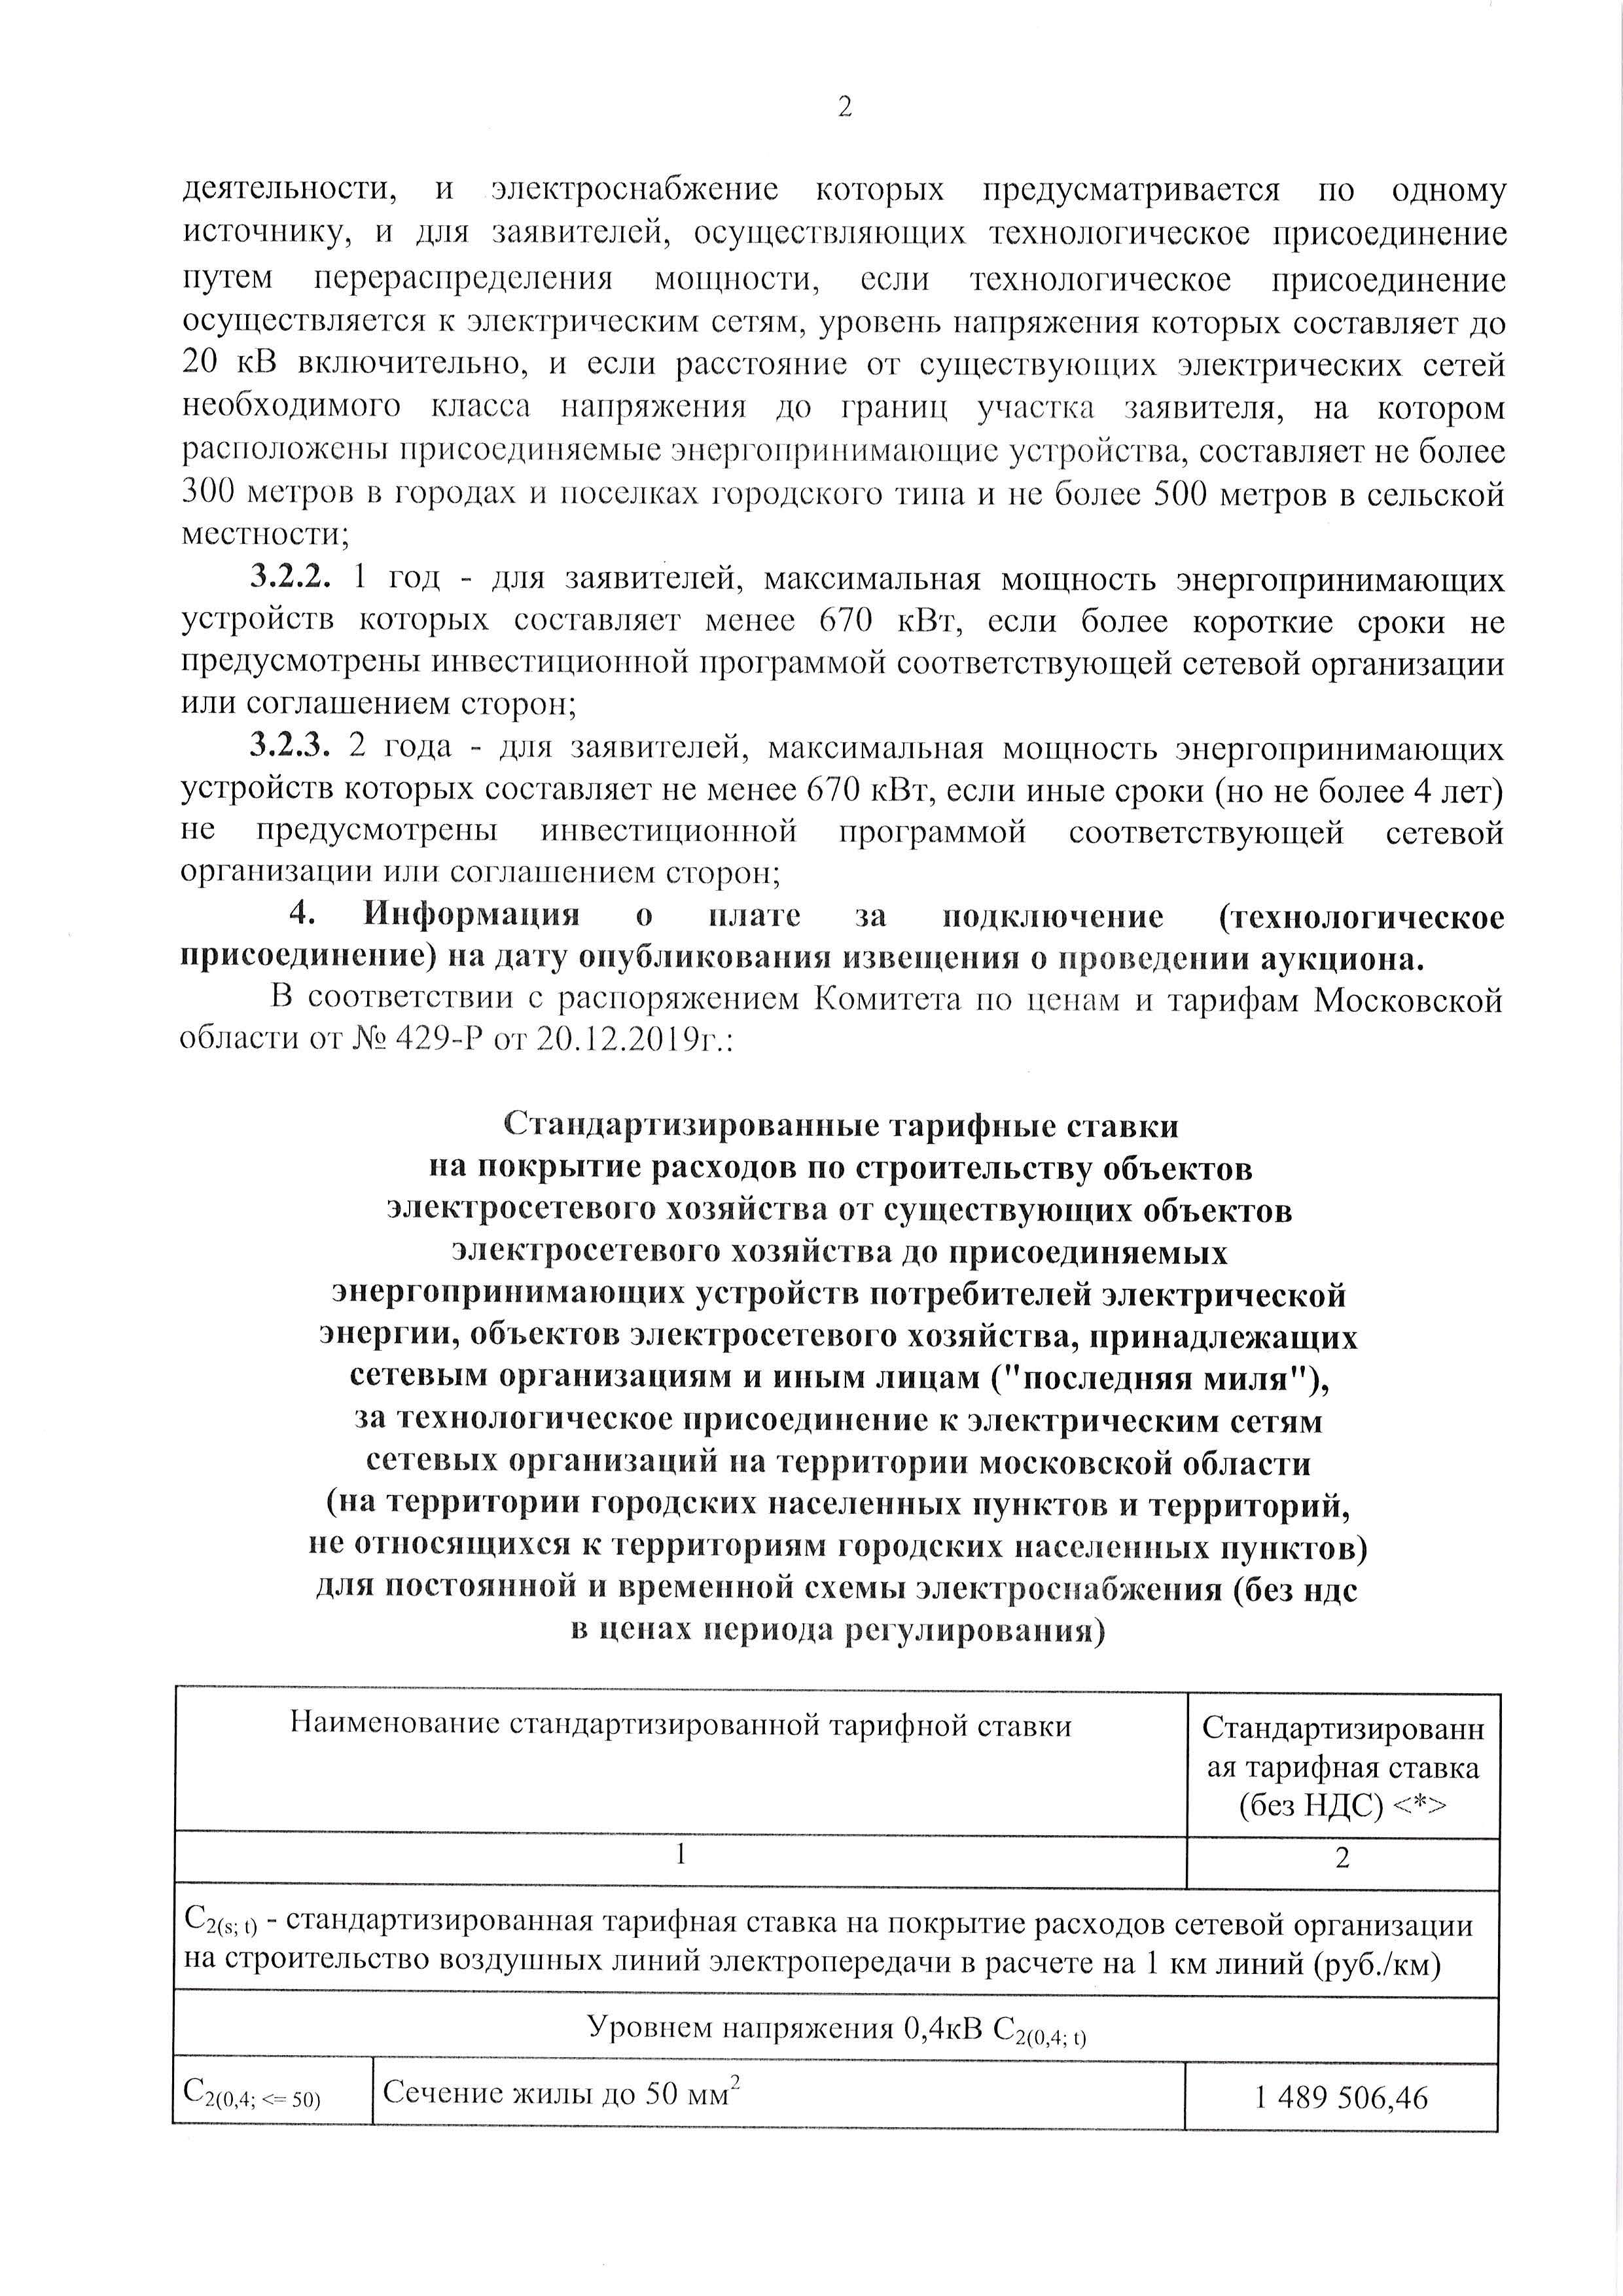 2
деятельности, и электроснабжение которых предусматривается по одному
источнику, и для заявителей, осуществляющих технологическое присоединение
путем перераспределения мощности, если технологическое присоединение
осуществляется к электрическим сетям, уровень напряжения которых составляет до
20 кВ включительно, и если расстояние от существующих электрических сетей
необходимого класса напряжения до границ участка заявителя, на котором
расположены присоединяемые энергопринимающие устройства, составляет не более
300 метров в городах и поселках городского типа и не более 500 метров в сельской
местности;
3.2.2. 1 год - для заявителей, максимальная мощность энергопринимающих
устройств которых составляет менее 670 кВт, если более короткие сроки не
предусмотрены инвестиционной программой соответствующей сетевой организации
или соглашением сторон;
3.2.3. 2 года - для заявителей, максимальная мощность энергопринимающих
устройств которых составляет не менее 670 кВт, если иные сроки (но не более 4 лет)
не предусмотрены инвестиционной программой соответствующей сетевой
организации или соглашением сторон;
4. Информация о плате за подключение (технологическое
присоединение) на дату опубликования извещения о проведении аукциона.
В соответствии с распоряжением Комитета по ценам и тарифам Московской
области от № 429-Р от 20.12.2019г.:
Стандартизированные тарифные ставки
на покрытие расходов по строительству объектов
электросетевого хозяйства от существующих объектов
электросетевого хозяйства до присоединяемых
энергопринимающих устройств потребителей электрической
энергии, объектов электросетевого хозяйства, принадлежащих
сетевым организациям и иным лицам ("последняя миля"),
за технологическое присоединение к электрическим сетям
сетевых организаций на территории московской области
(на территории городских населенных пунктов и территорий,
не относящихся к территориям городских населенных пунктов)
для постоянной и временной схемы электроснабжения (без ндс
в ценах периода регулирования)
Наименование стандартизированной тарифной ставки
Стандартизированн
ая тарифная ставка
(без НДС) <*>
1
2
C2(s; t) - стандартизированная тарифная ставка на покрытие расходов сетевой организации
на строительство воздушных линий электропередачи в расчете на 1 км линий (руб./км)
Уровнем напряжения 0,4кВ C2(0,4; t)
C2(0,4; <= 50)
Сечение жилы до 50 мм²
1 489 506,46